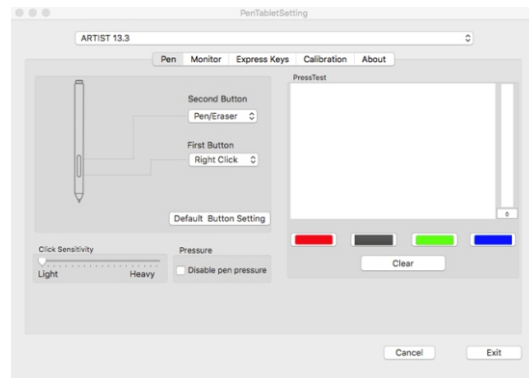 PenTabletSetting
ARTIST 13.3
Pen Monitor Express Keys Calibration About
PressTest
Second Button
Pen/Eraser
First Button
Right Click
Default Button Setting
Click Sensitivity
Light Heavy
Pressure
Disable pen pressure
0
Clear
Cancel Exit